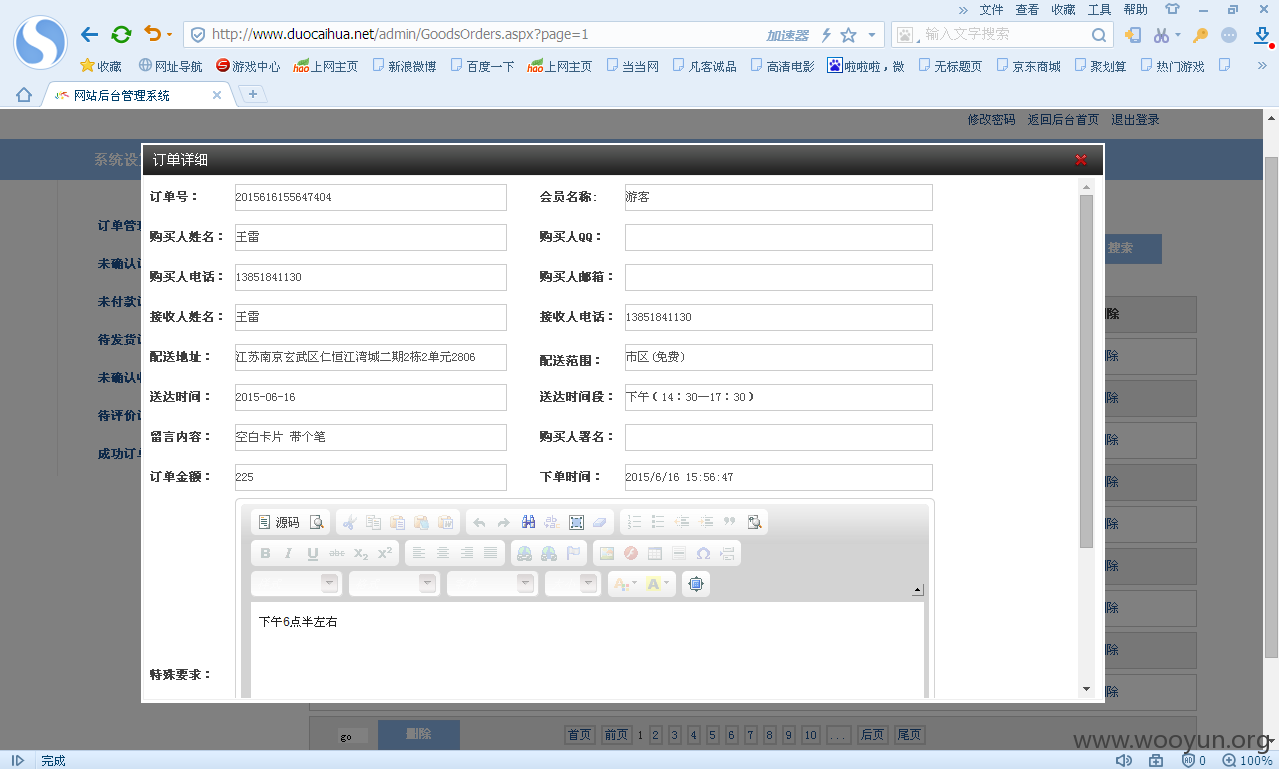 » 文件 查看 收藏 工具 帮助
http://www.duocaihua.net/admin/GoodsOrders.aspx?page=1 加速器 输入文字搜索
收藏 网址导航 游戏中心 hao上网主页 新浪微博 百度一下 hao上网主页 当当网 凡客诚品 高清电影 啦啦啦，微 无标题页 京东商城 聚划算 热门游戏 »
网站后台管理系统
修改密码 返回后台首页 退出登录
系统设
订单详细
订单号： 2015616155647404 会员名称: 游客
订单管
购买人姓名： 王雷 购买人QQ：
搜索
未确认
购买人电话： 13851841130 购买人邮箱：
未付款
接收人姓名： 王雷 接收人电话： 13851841130
除
待发货
配送地址： 江苏南京玄武区仁恒江湾城二期2栋2单元2806 配送范围： 市区(免费)
除
未确认
送达时间： 2015-06-16 送达时间段： 下午(14：30—17：30)
除
待评价
留言内容： 空白卡片 带个笔 购买人署名：
除
成功订单
订单金额： 225 下单时间： 2015/6/16 15:56:47
除
源码
除
B I U abc X₂ X²
除
A A
除
下午6点半左右
除
特殊要求：
除
go 删除 首页 前页 1 2 3 4 5 6 7 8 9 10 ... 后页 尾页
www.wooyun.org
完成 0 100%